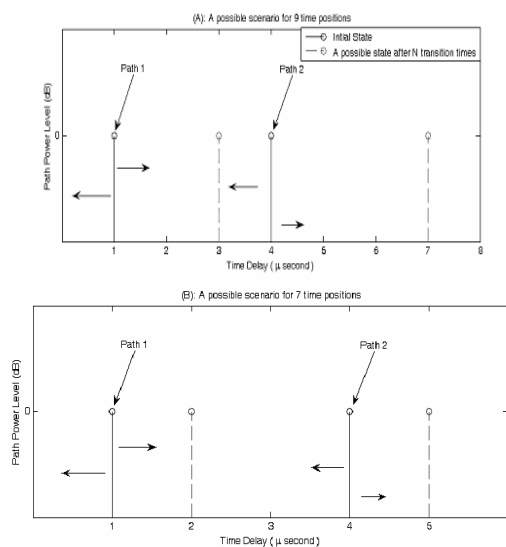 (A): A possible scenario for 9 time positions
Intial State
A possible state after N transition times
Path 1
Path 2
Path Power Level (dB)
0
1 2 3 4 5 6 7 8
Time Delay ( μ second )
(B): A possible scenario for 7 time positions
Path 1
Path 2
Path Power Level (dB)
0
1 2 3 4 5
Time Delay ( μ second )